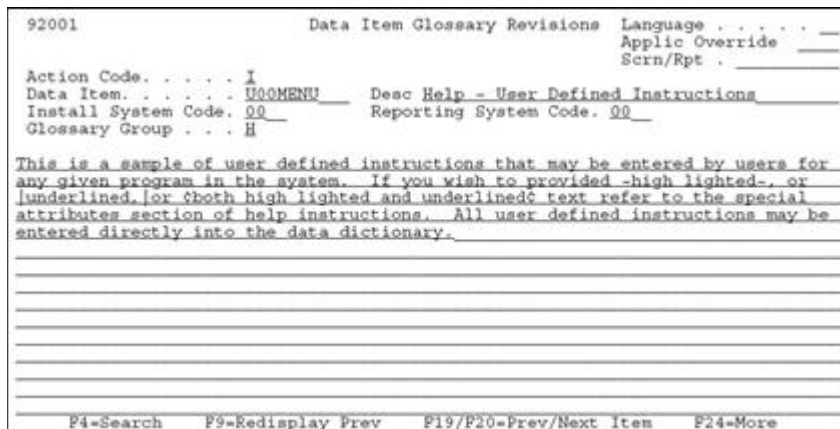 92001 Data Item Glossary Revisions Language . . . . .
Applic Override
Scrn/Rpt .
Action Code. . . . . I
Data Item. . . . . . U00MENU Desc Help - User Defined Instructions
Install System Code. 00 Reporting System Code. 00
Glossary Group . . . H
This is a sample of user defined instructions that may be entered by users for
any given program in the system. If you wish to provided ¬high lighted¬, or
|underlined,|or ¢both high lighted and underlined¢ text refer to the special
attributes section of help instructions. All user defined instructions may be
entered directly into the data dictionary.
F4=Search F9=Redisplay Prev F19/F20=Prev/Next Item F24=More